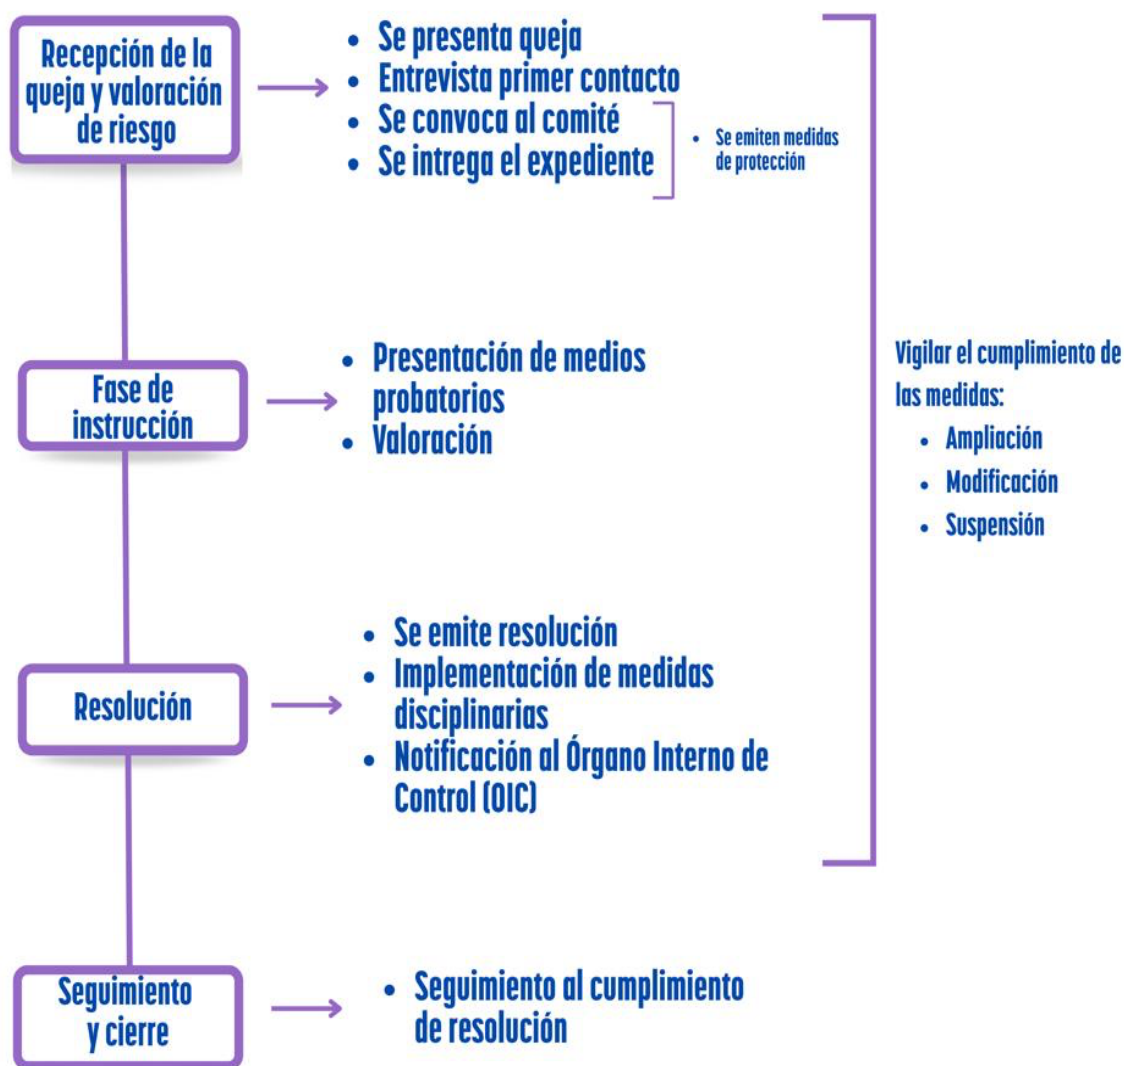 Recepción de la
queja y valoración
de riesgo
• Se presenta queja
• Entrevista primer contacto
• Se convoca al comité
• Se intrega el expediente
• Se emiten medidas
de protección
Fase de
instrucción
• Presentación de medios
probatorios
• Valoración
Vigilar el cumplimiento de
las medidas:
• Ampliación
• Modificación
• Suspensión
Resolución
• Se emite resolución
• Implementación de medidas
disciplinarias
• Notificación al Órgano Interno de
Control (OIC)
Seguimiento
y cierre
• Seguimiento al cumplimiento
de resolución